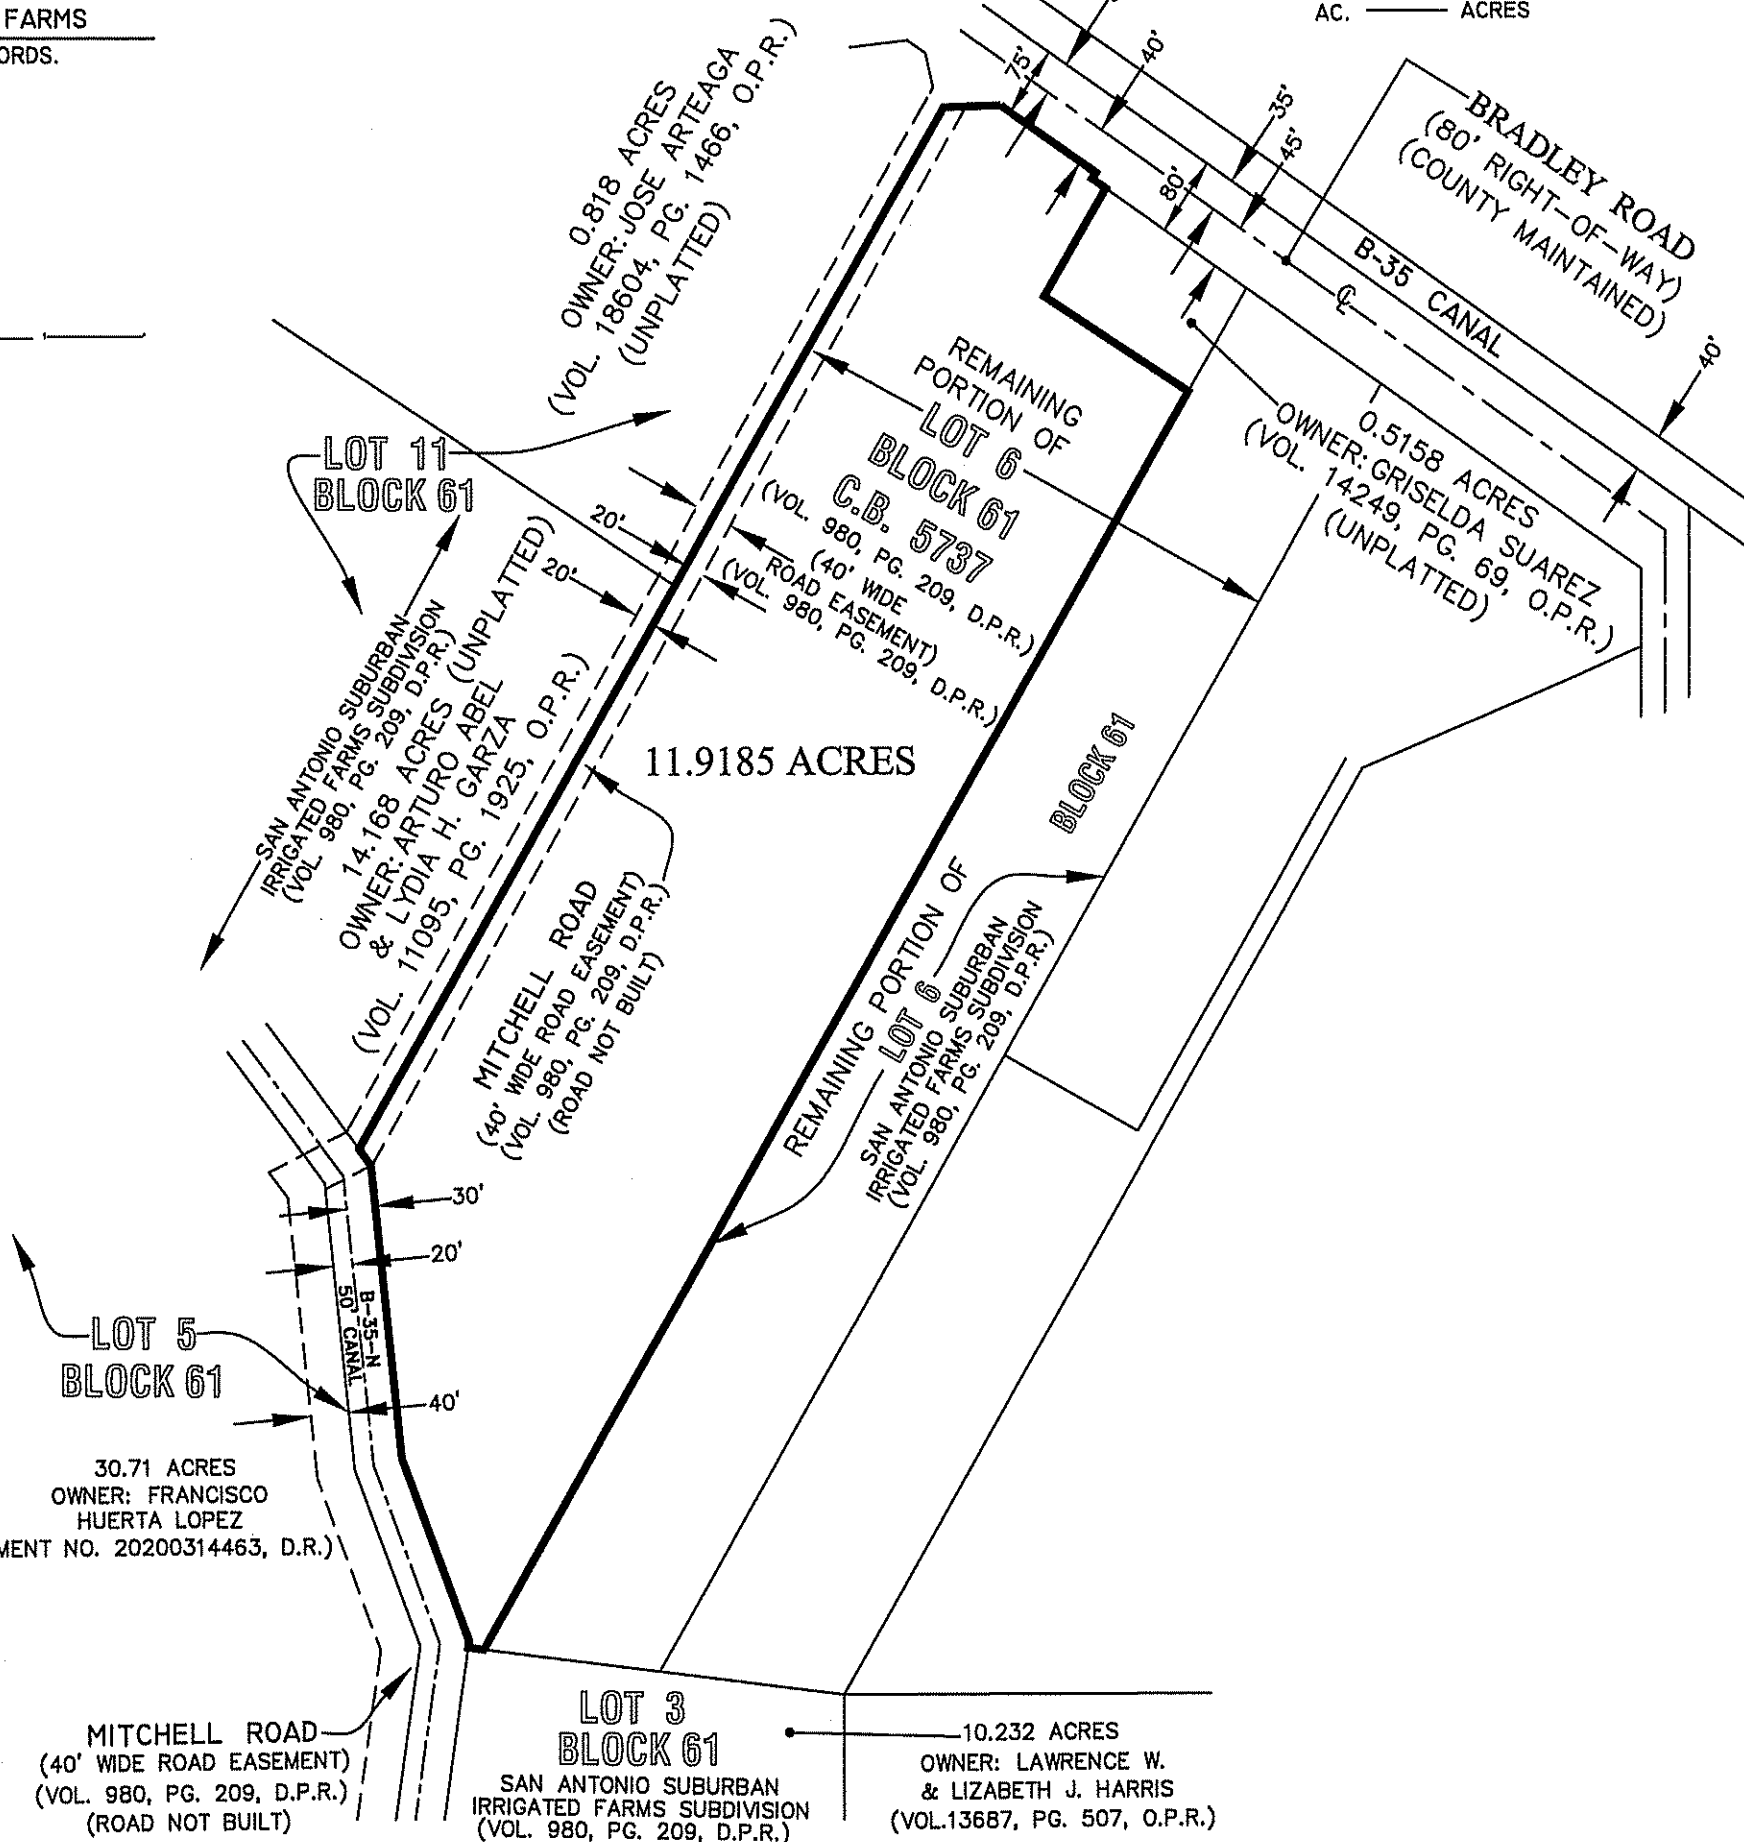 FARMS
ORDS.
AC. ACRES
0.818 ACRES
OWNER: JOSE ARTEAGA
(VOL. 18604, PG. 1466, O.P.R.)
(UNPLATTED)
75'
40'
35'
45'
80'
BRADLEY ROAD
(80' RIGHT-OF-WAY)
(COUNTY MAINTAINED)
B-35 CANAL
℄
40'
LOT 11
BLOCK 61
REMAINING
PORTION OF
LOT 6
BLOCK 61
C.B. 5737
(VOL. 980, PG. 209, D.P.R.)
(40' WIDE
ROAD EASEMENT)
(VOL. 980, PG. 209, D.P.R.)
0.5158 ACRES
OWNER: GRISELDA SUAREZ
(VOL. 14249, PG. 69, O.P.R.)
(UNPLATTED)
20'
20'
SAN ANTONIO SUBURBAN
IRRIGATED FARMS SUBDIVISION
(VOL. 980, PG. 209, D.P.R.)
14.168 ACRES (UNPLATTED)
OWNER: ARTURO ABEL
& LYDIA H. GARZA
(VOL. 11095, PG. 1925, O.P.R.)
11.9185 ACRES
BLOCK 61
MITCHELL ROAD
(40' WIDE ROAD EASEMENT)
(VOL. 980, PG. 209, D.P.R.)
(ROAD NOT BUILT)
REMAINING PORTION OF
LOT 6
SAN ANTONIO SUBURBAN
IRRIGATED FARMS SUBDIVISION
(VOL. 980, PG. 209, D.P.R.)
30'
20'
B-35-N
50' CANAL
40'
LOT 5
BLOCK 61
30.71 ACRES
OWNER: FRANCISCO
HUERTA LOPEZ
MENT NO. 20200314463, D.R.)
MITCHELL ROAD
(40' WIDE ROAD EASEMENT)
(VOL. 980, PG. 209, D.P.R.)
(ROAD NOT BUILT)
LOT 3
BLOCK 61
SAN ANTONIO SUBURBAN
IRRIGATED FARMS SUBDIVISION
(VOL. 980, PG. 209, D.P.R.)
10.232 ACRES
OWNER: LAWRENCE W.
& LIZABETH J. HARRIS
(VOL.13687, PG. 507, O.P.R.)